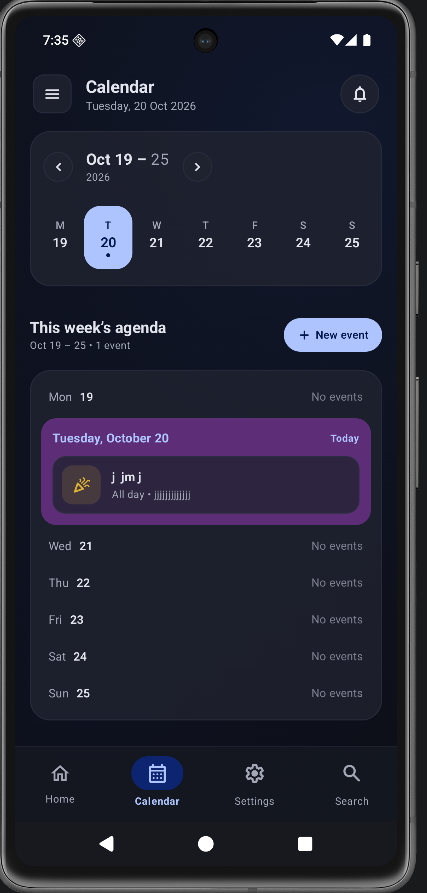 7:35
Calendar
Tuesday, 20 Oct 2026
Oct 19 – 25
2026
M T W T F S S
19 20 21 22 23 24 25
This week's agenda
Oct 19 – 25 • 1 event
+ New event
Mon 19 No events
Tuesday, October 20 Today
j jm j
All day • jjjjjjjjjjjjj
Wed 21 No events
Thu 22 No events
Fri 23 No events
Sat 24 No events
Sun 25 No events
Home Calendar Settings Search